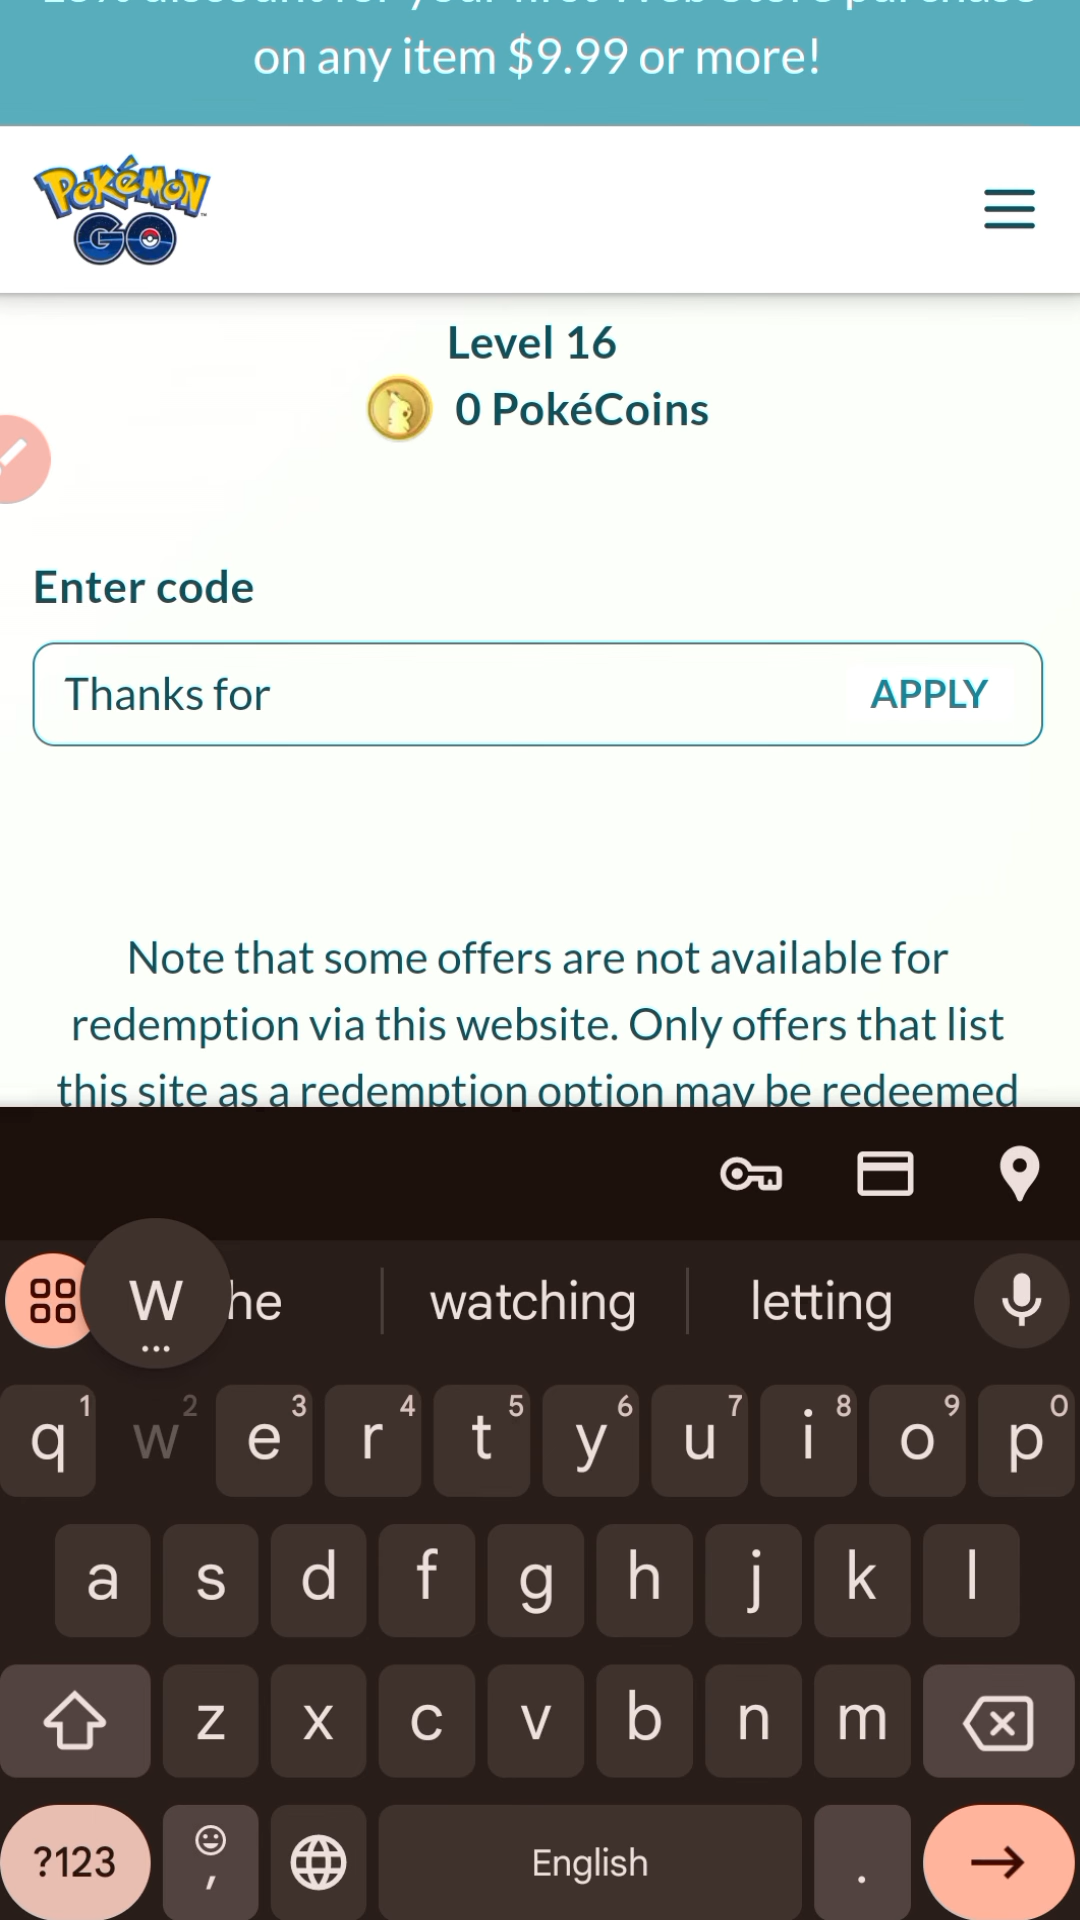 on any item $9.99 or more!
POKÉMON
GO
Level 16
0 PokéCoins
Enter code
Thanks for
APPLY
Note that some offers are not available for
redemption via this website. Only offers that list
this site as a redemption option may be redeemed
w he watching letting
...
1 2 3 4 5 6 7 8 9 0
q w e r t y u i o p
a s d f g h j k l
z x c v b n m
?123 , English .